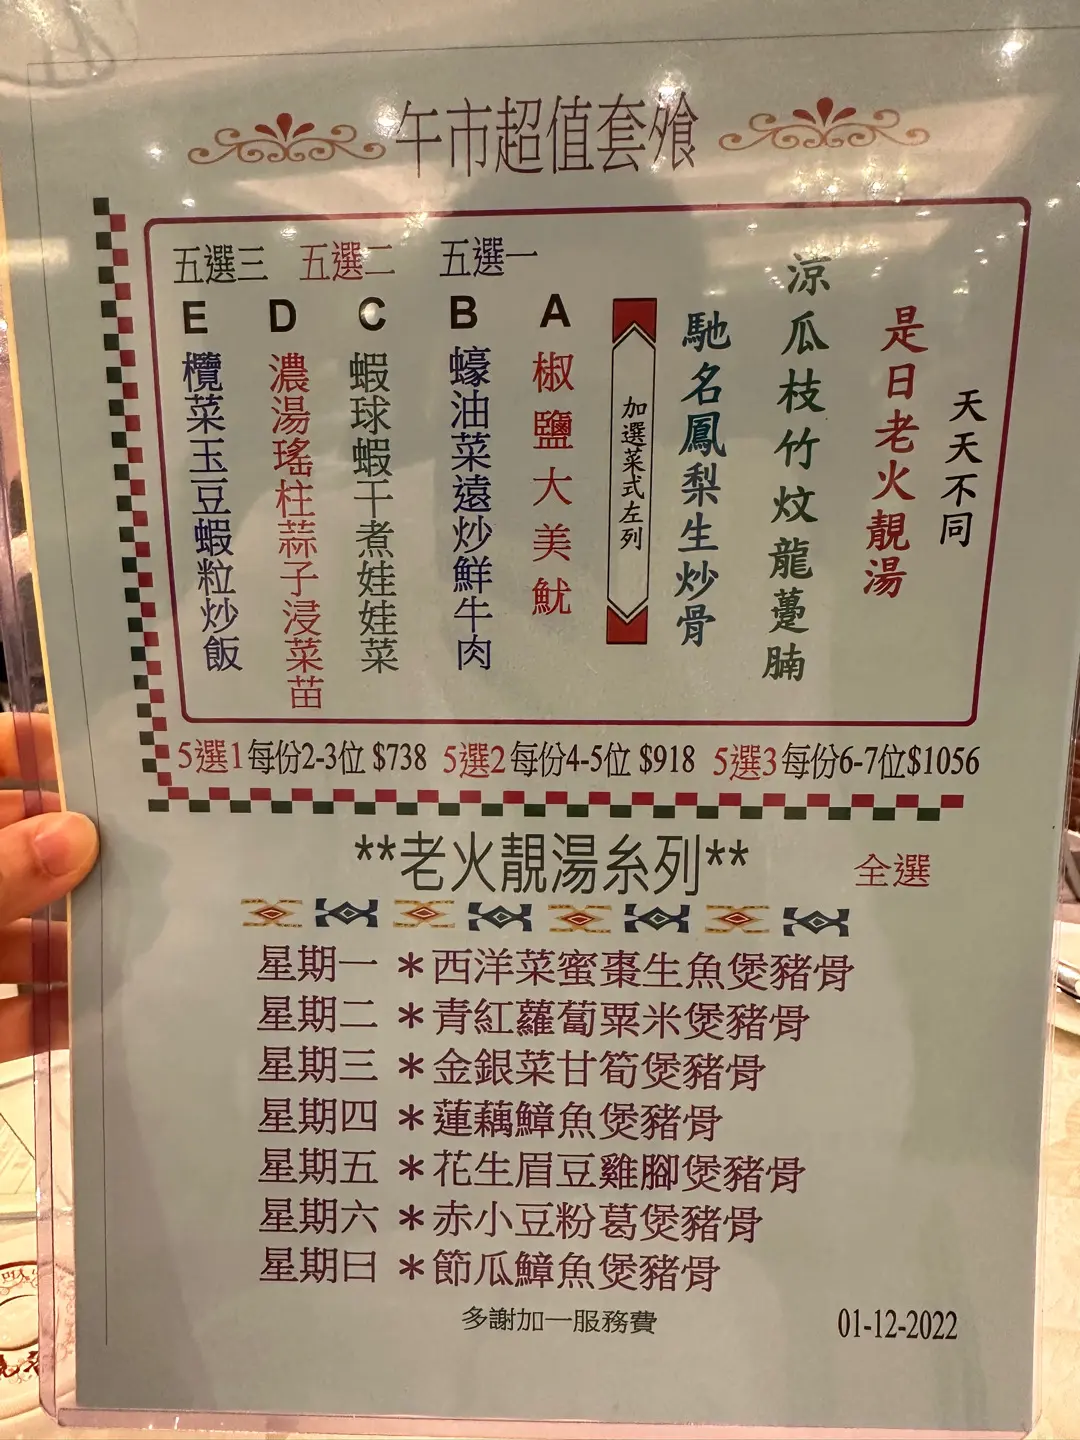 午市超值套飱
天天不同
是日老火靚湯
涼瓜枝竹炆龍躉腩
馳名鳳梨生炒骨
加選菜式左列
五選一
A
椒鹽大美魷
B
蠔油菜遠炒鮮牛肉
五選二
C
蝦球蝦干煮娃娃菜
五選三
D
濃湯瑤柱蒜子浸菜苗
E
欖菜玉豆蝦粒炒飯
5選1每份2-3位 $738 5選2每份4-5位 $918 5選3每份6-7位$1056
**老火靚湯糸列** 全選
星期一 *西洋菜蜜棗生魚煲豬骨
星期二 *青紅蘿蔔粟米煲豬骨
星期三 *金銀菜甘筍煲豬骨
星期四 *蓮藕鱆魚煲豬骨
星期五 *花生眉豆雞腳煲豬骨
星期六 *赤小豆粉葛煲豬骨
星期日 *節瓜鱆魚煲豬骨
多謝加一服務費
01-12-2022